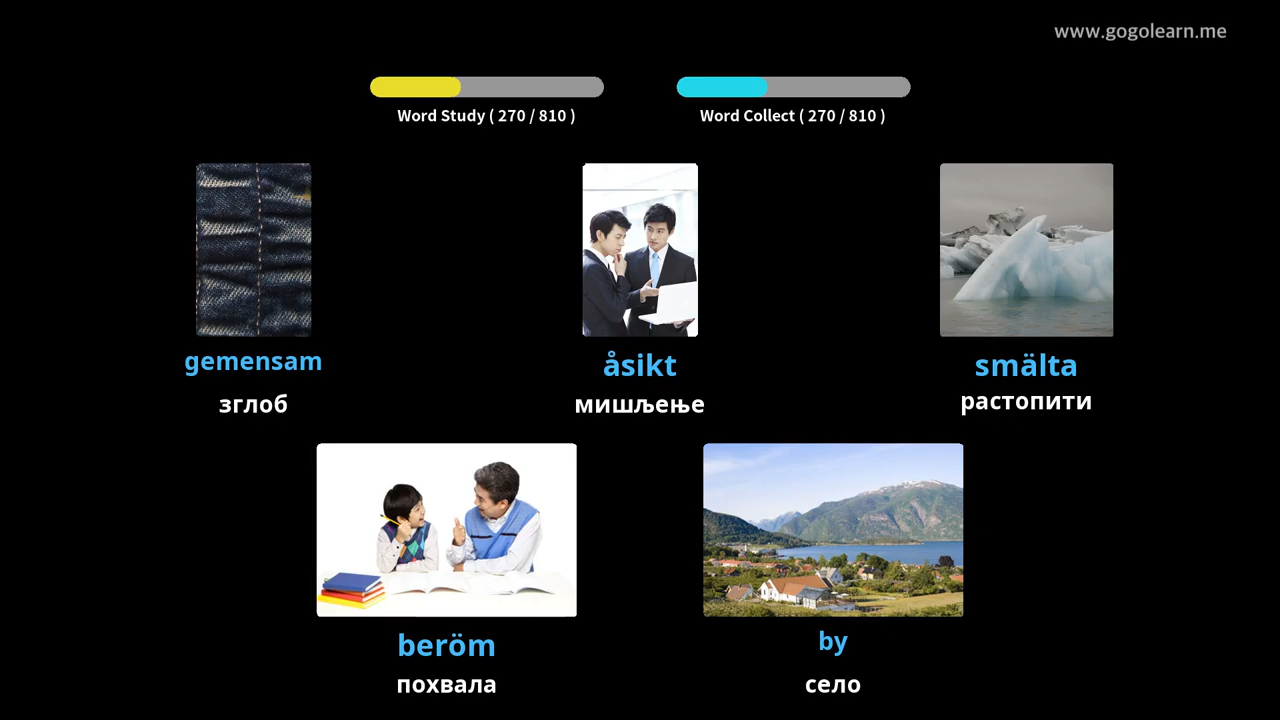 www.gogolearn.me
Word Study ( 270 / 810 )
Word Collect ( 270 / 810 )
gemensam
зглоб
åsikt
мишљење
smälta
растопити
beröm
похвала
by
село